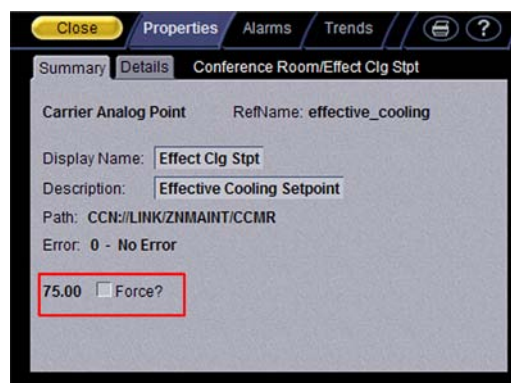 Close Properties Alarms Trends ?
Summary Details Conference Room/Effect Clg Stpt
Carrier Analog Point RefName: effective_cooling
Display Name: Effect Clg Stpt
Description: Effective Cooling Setpoint
Path: CCN://LINK/ZNMAINT/CCMR
Error: 0 - No Error
75.00 Force?